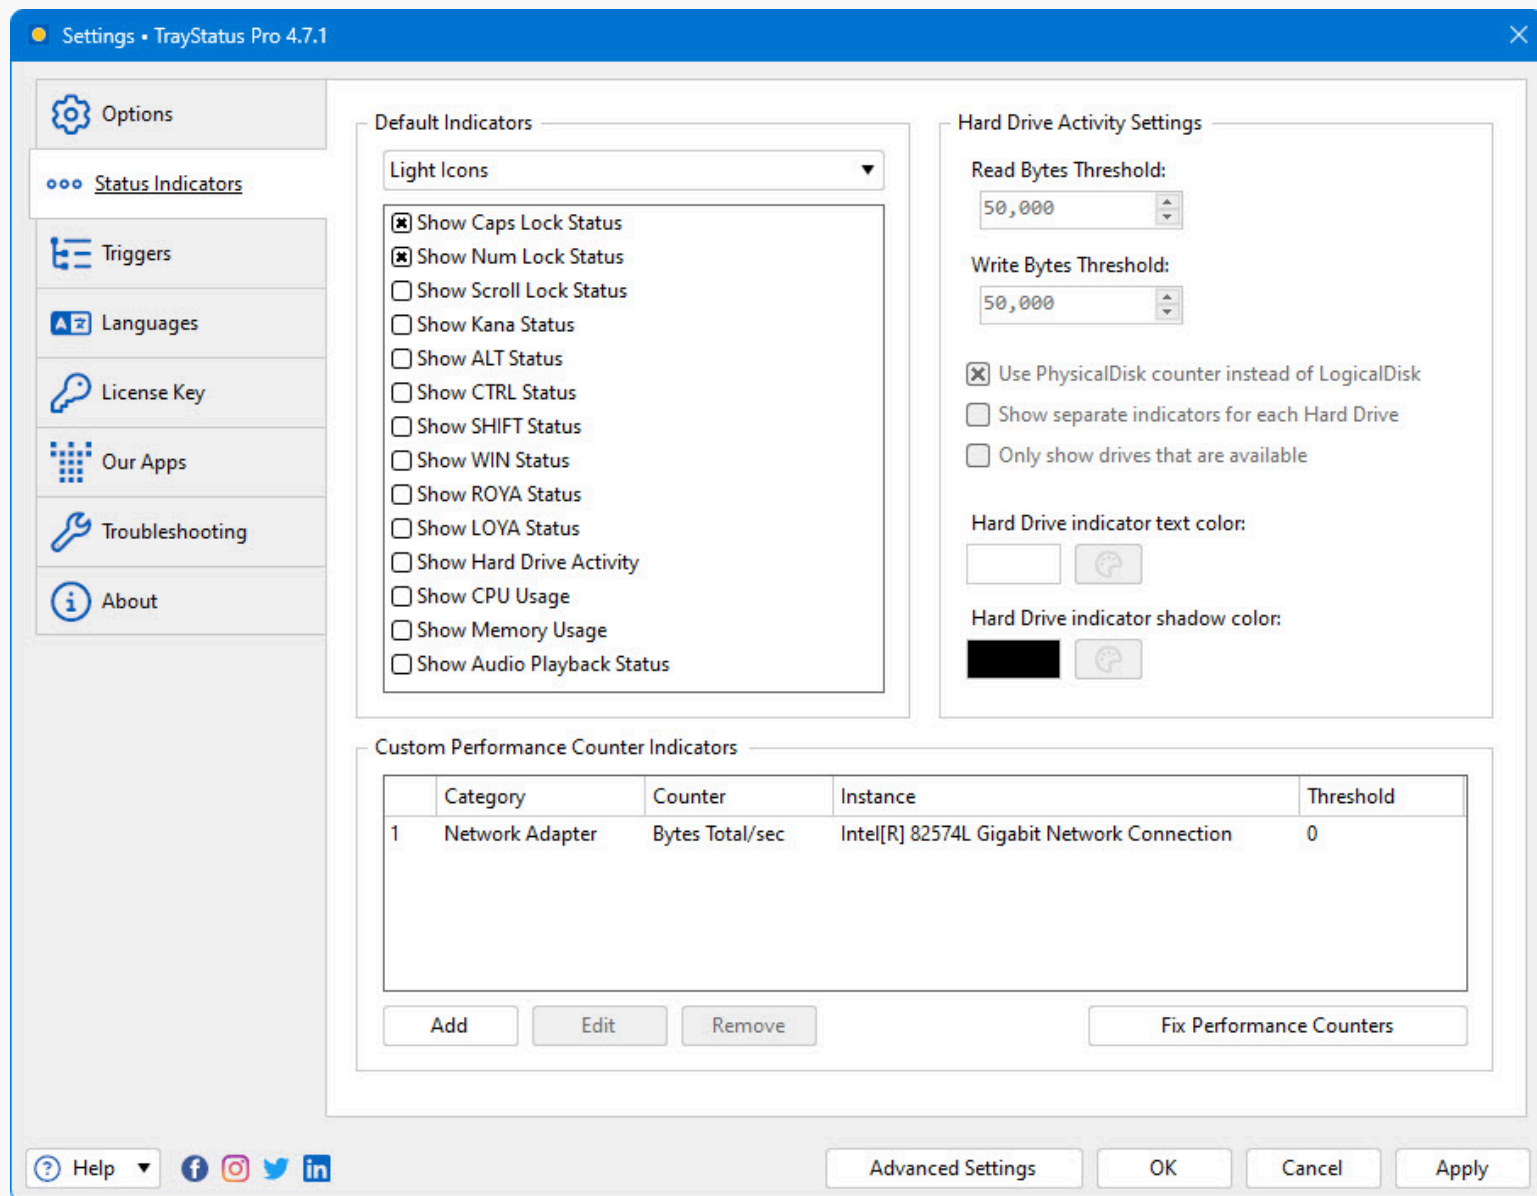 Settings • TrayStatus Pro 4.7.1
Options
Status Indicators
Triggers
Languages
License Key
Our Apps
Troubleshooting
About
Default Indicators
Light Icons
Show Caps Lock Status
Show Num Lock Status
Show Scroll Lock Status
Show Kana Status
Show ALT Status
Show CTRL Status
Show SHIFT Status
Show WIN Status
Show ROYA Status
Show LOYA Status
Show Hard Drive Activity
Show CPU Usage
Show Memory Usage
Show Audio Playback Status
Hard Drive Activity Settings
Read Bytes Threshold:
50,000
Write Bytes Threshold:
50,000
Use PhysicalDisk counter instead of LogicalDisk
Show separate indicators for each Hard Drive
Only show drives that are available
Hard Drive indicator text color:
Hard Drive indicator shadow color:
Custom Performance Counter Indicators
Category Counter Instance Threshold
1 Network Adapter Bytes Total/sec Intel[R] 82574L Gigabit Network Connection 0
Add Edit Remove Fix Performance Counters
Help Advanced Settings OK Cancel Apply